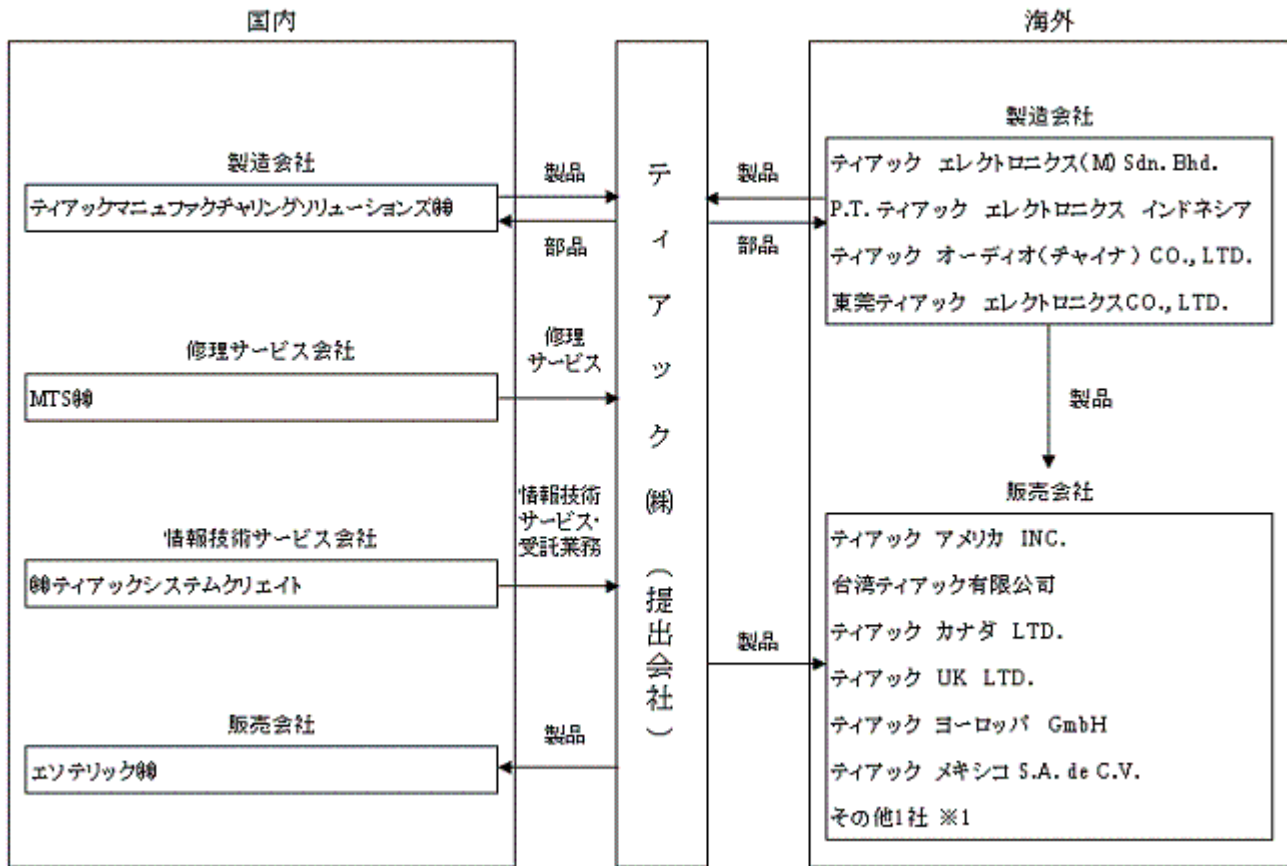 国内
海外
製造会社
ティアックマニュファクチャリングソリューションズ㈱
製品
部品
修理サービス会社
MTS㈱
修理
サービス
情報技術サービス会社
㈱ティアックシステムクリエイト
情報技術
サービス・
受託業務
販売会社
エソテリック㈱
製品
ティアック㈱(提出会社)
製品
部品
製造会社
ティアック エレクトロニクス(M) Sdn. Bhd.
P.T.ティアック エレクトロニクス インドネシア
ティアック オーディオ(チャイナ) CO.,LTD.
東莞ティアック エレクトロニクスCO.,LTD.
製品
製品
販売会社
ティアック アメリカ INC.
台湾ティアック有限公司
ティアック カナダ LTD.
ティアック UK LTD.
ティアック ヨーロッパ GmbH
ティアック メキシコ S.A. de C.V.
その他1社 ※1